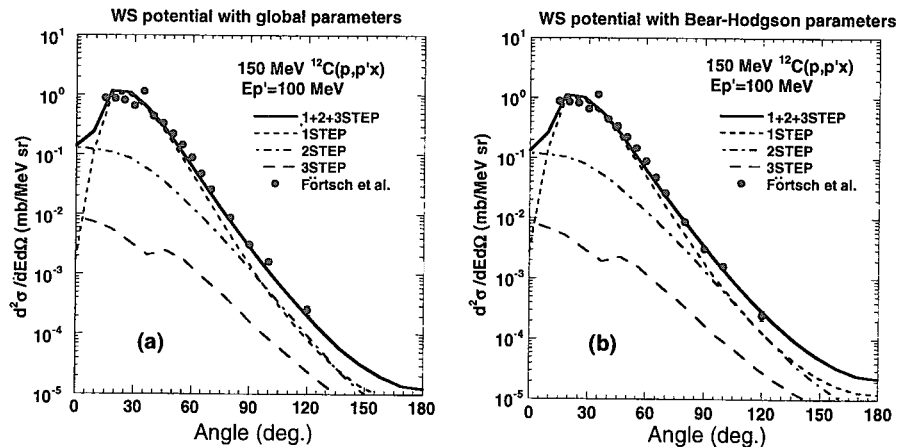 WS potential with global parameters
150 MeV ¹²C(p,p'x)
Ep'=100 MeV
1+2+3STEP
1STEP
2STEP
3STEP
Förtsch et al.
(a)
d²σ/dEdΩ (mb/MeV sr)
10¹
10⁰
10⁻¹
10⁻²
10⁻³
10⁻⁴
10⁻⁵
0 30 60 90 120 150 180
Angle (deg.)
WS potential with Bear-Hodgson parameters
150 MeV ¹²C(p,p'x)
Ep'=100 MeV
1+2+3STEP
1STEP
2STEP
3STEP
Förtsch et al.
(b)
d²σ/dEdΩ (mb/MeV sr)
10¹
10⁰
10⁻¹
10⁻²
10⁻³
10⁻⁴
10⁻⁵
0 30 60 90 120 150 180
Angle (deg.)